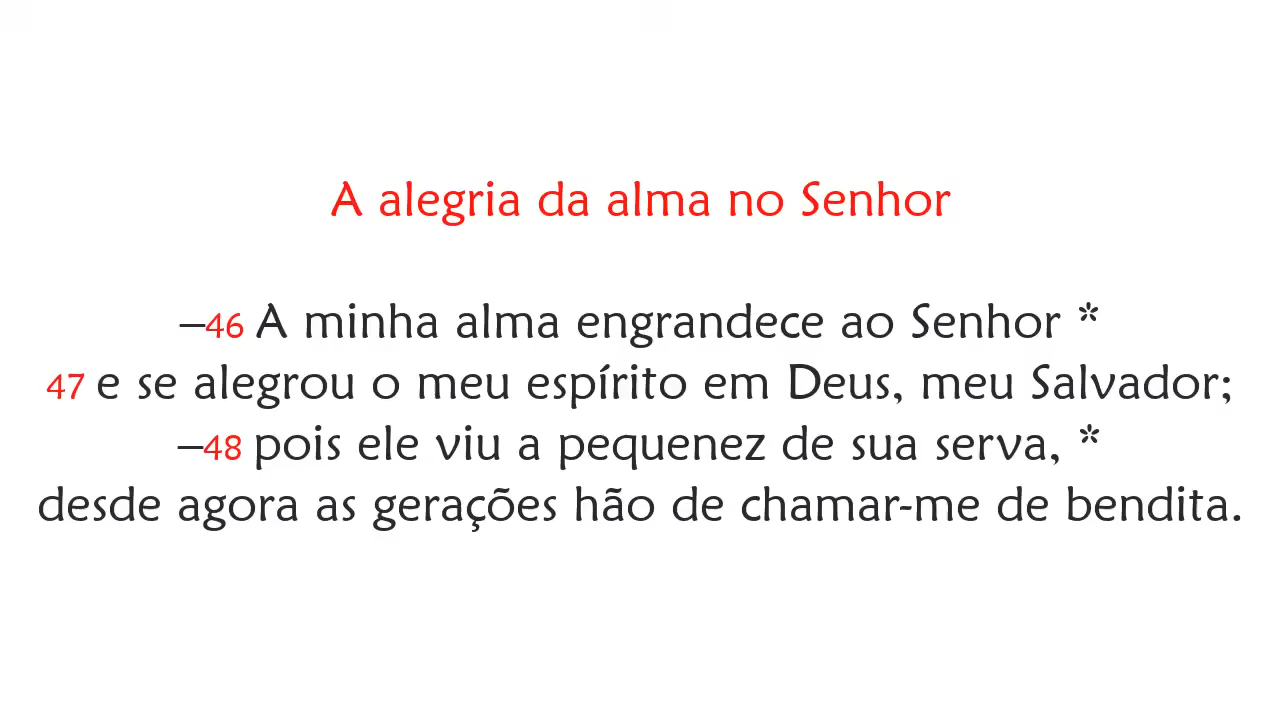 A alegria da alma no Senhor
–46 A minha alma engrandece ao Senhor *
47 e se alegrou o meu espírito em Deus, meu Salvador;
–48 pois ele viu a pequenez de sua serva, *
desde agora as gerações hão de chamar-me de bendita.